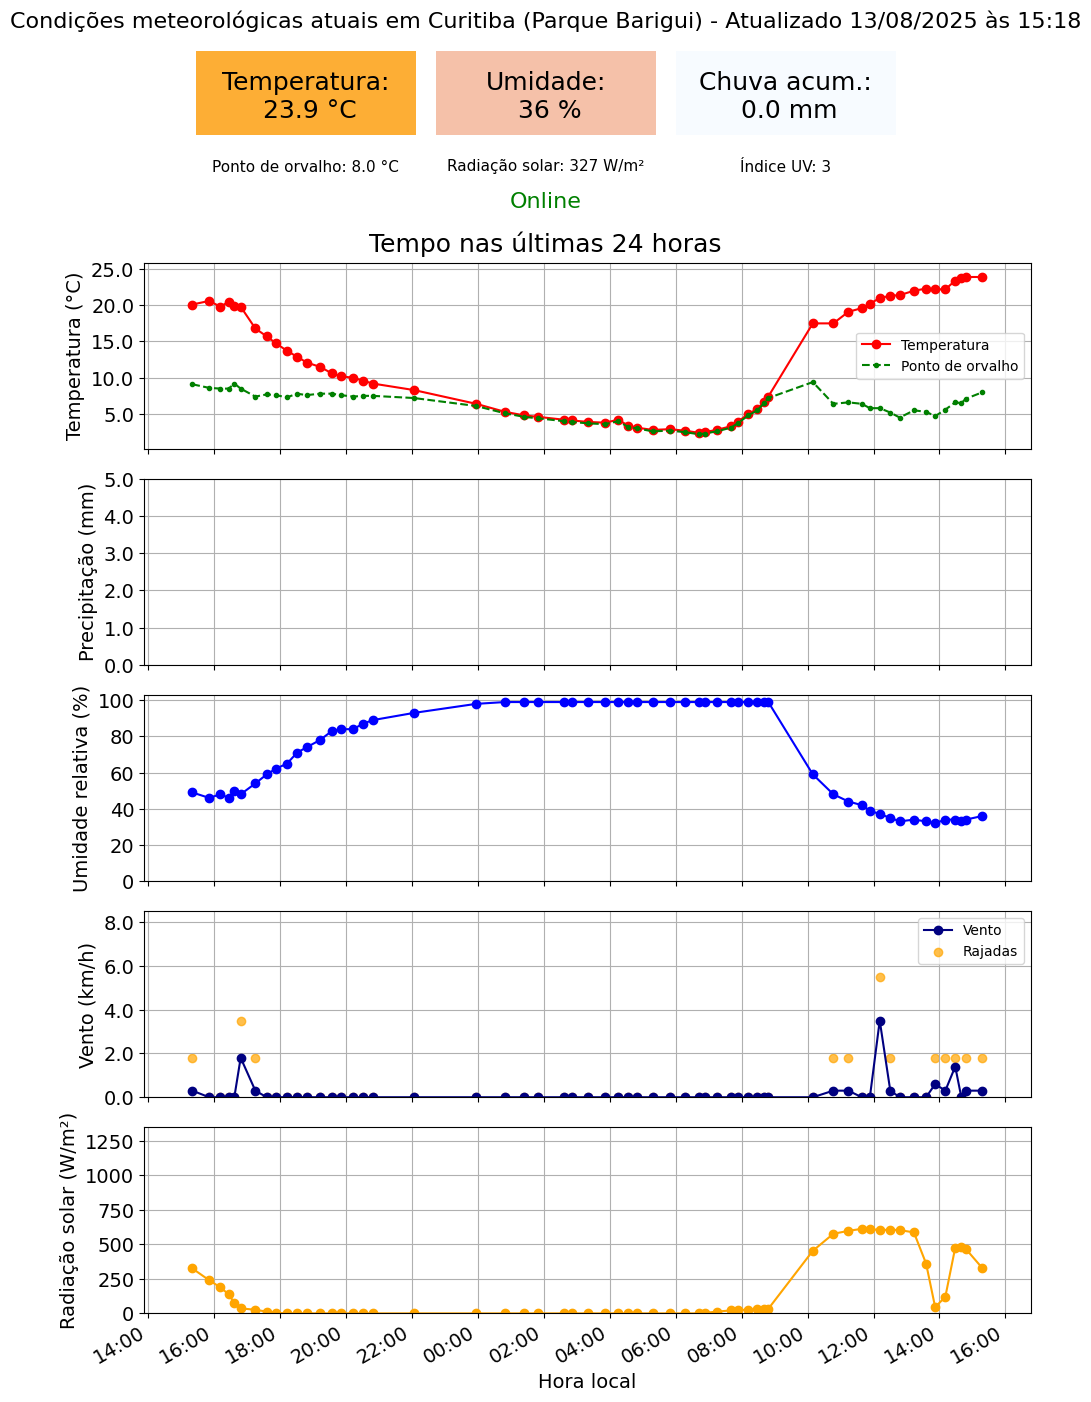 Condições meteorológicas atuais em Curitiba (Parque Barigui) - Atualizado 13/08/2025 às 15:18
Temperatura:
23.9 °C
Umidade:
36 %
Chuva acum.:
0.0 mm
Ponto de orvalho: 8.0 °C
Radiação solar: 327 W/m²
Índice UV: 3
Online
Tempo nas últimas 24 horas
Temperatura (°C)
25.0
20.0
15.0
10.0
5.0
Temperatura
Ponto de orvalho
Precipitação (mm)
5.0
4.0
3.0
2.0
1.0
0.0
Umidade relativa (%)
100
80
60
40
20
0
Vento (km/h)
8.0
6.0
4.0
2.0
0.0
Vento
Rajadas
Radiação solar (W/m²)
1250
1000
750
500
250
0
14:00
16:00
18:00
20:00
22:00
00:00
02:00
04:00
06:00
08:00
10:00
12:00
14:00
16:00
Hora local